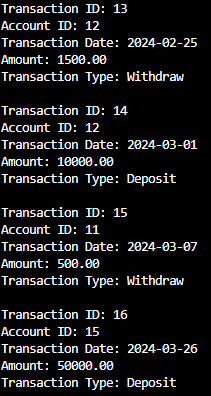 Transaction ID: 13
Account ID: 12
Transaction Date: 2024-02-25
Amount: 1500.00
Transaction Type: Withdraw
Transaction ID: 14
Account ID: 12
Transaction Date: 2024-03-01
Amount: 10000.00
Transaction Type: Deposit
Transaction ID: 15
Account ID: 11
Transaction Date: 2024-03-07
Amount: 500.00
Transaction Type: Withdraw
Transaction ID: 16
Account ID: 15
Transaction Date: 2024-03-26
Amount: 50000.00
Transaction Type: Deposit